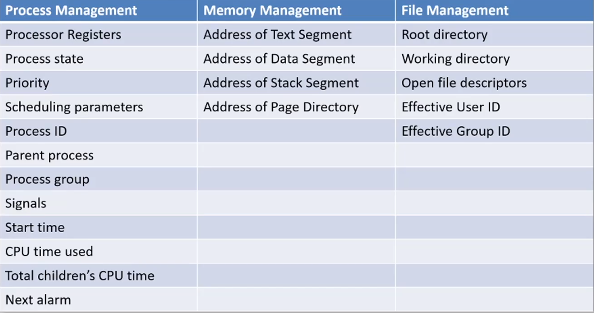 Process Management Memory Management File Management
Processor Registers Address of Text Segment Root directory
Process state Address of Data Segment Working directory
Priority Address of Stack Segment Open file descriptors
Scheduling parameters Address of Page Directory Effective User ID
Process ID Effective Group ID
Parent process
Process group
Signals
Start time
CPU time used
Total children's CPU time
Next alarm